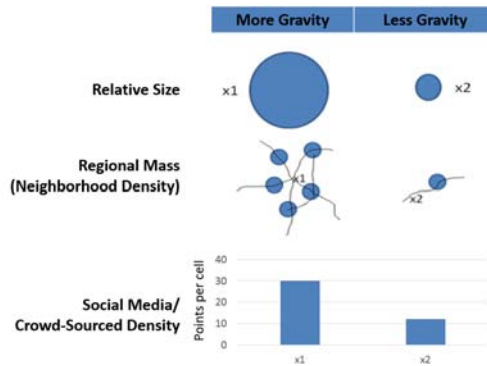 More Gravity Less Gravity
Relative Size
x1
x2
Regional Mass
(Neighborhood Density)
x1
x2
Social Media/
Crowd-Sourced Density
Points per cell
40
30
20
10
0
x1 x2